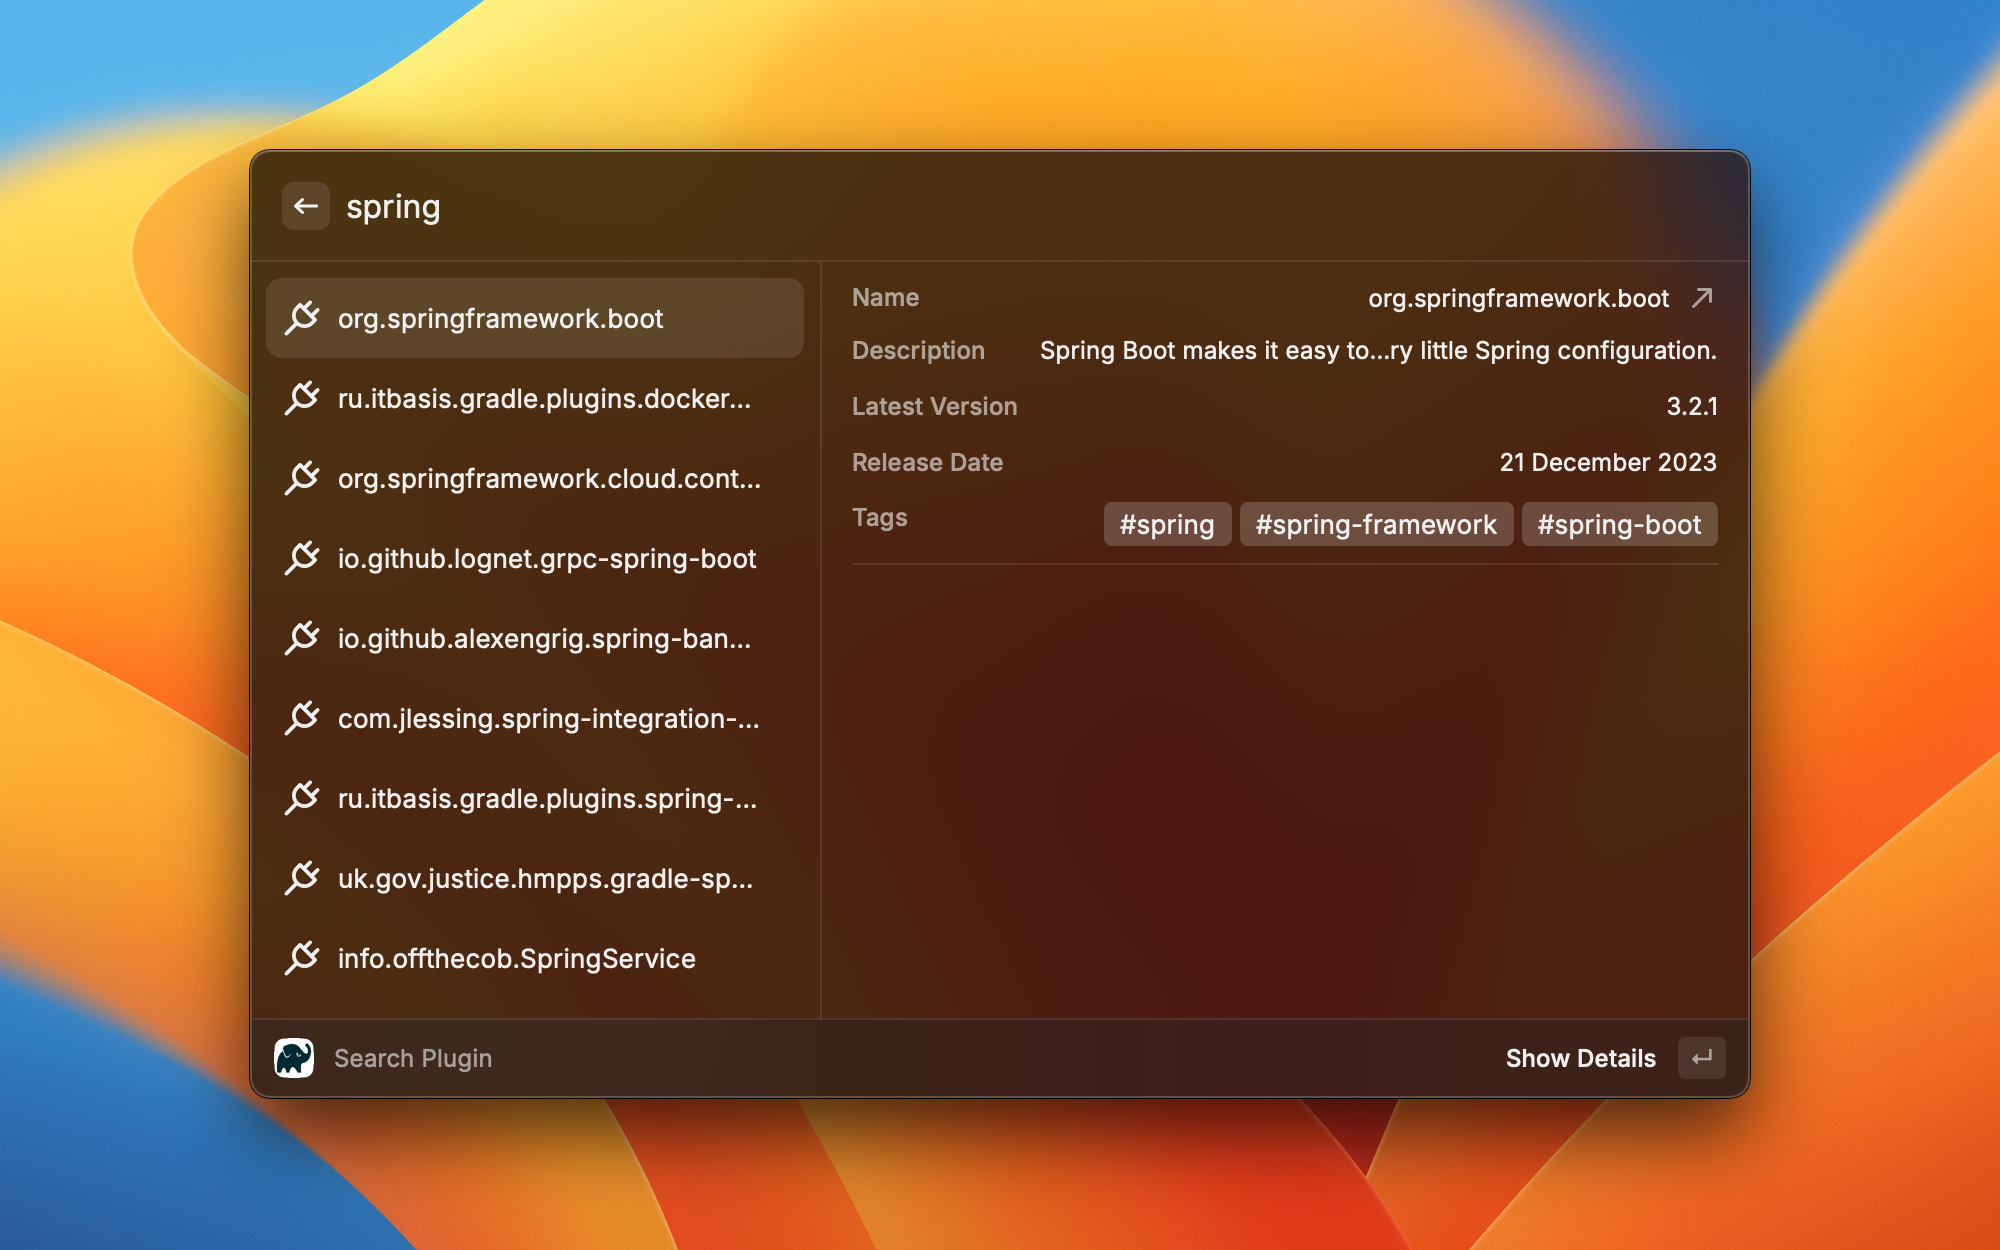 spring
org.springframework.boot
ru.itbasis.gradle.plugins.docker...
org.springframework.cloud.cont...
io.github.lognet.grpc-spring-boot
io.github.alexengrig.spring-ban...
com.jlessing.spring-integration-...
ru.itbasis.gradle.plugins.spring-...
uk.gov.justice.hmpps.gradle-sp...
info.offthecob.SpringService
Name org.springframework.boot
Description Spring Boot makes it easy to...ry little Spring configuration.
Latest Version 3.2.1
Release Date 21 December 2023
Tags #spring #spring-framework #spring-boot
Search Plugin Show Details